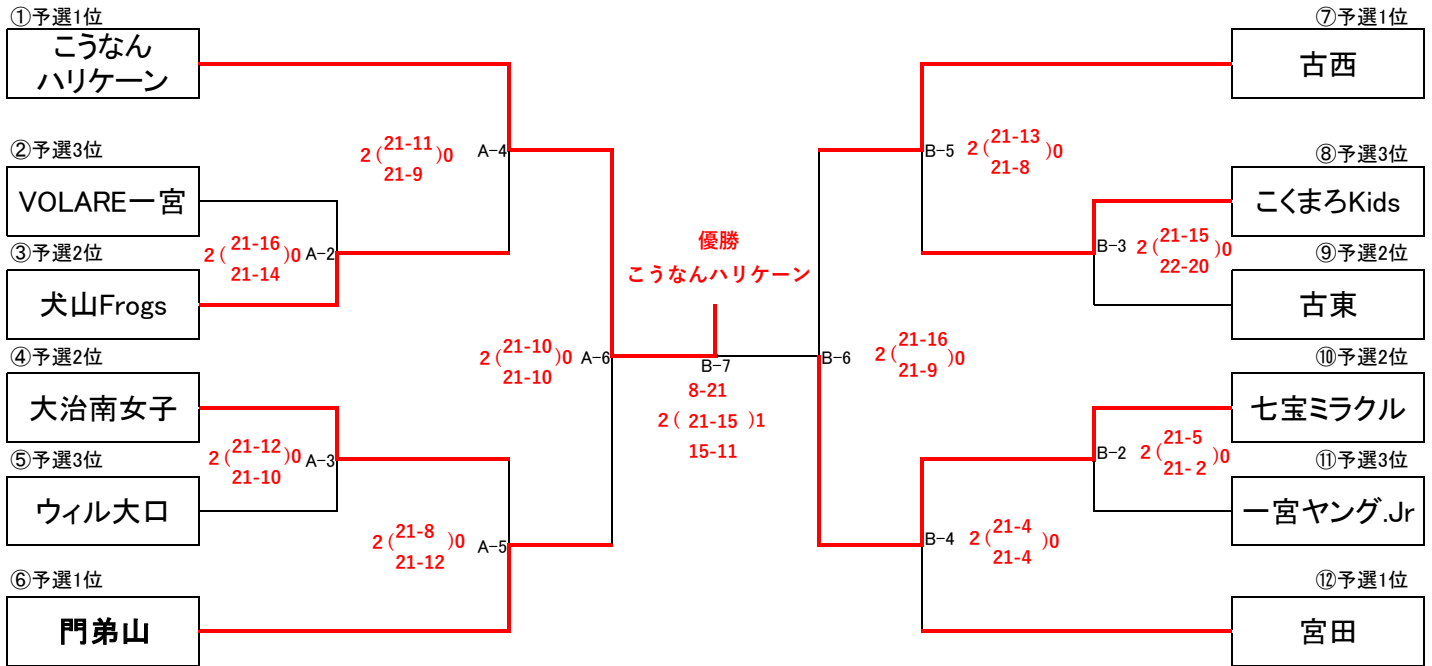 ①予選1位
こうなん
ハリケーン
②予選3位
VOLARE一宮
③予選2位
犬山Frogs
④予選2位
大治南女子
⑤予選3位
ウィル大口
⑥予選1位
門弟山
2 ( 21-16 )0 A-2
21-14
2 ( 21-12 )0 A-3
21-10
2 ( 21-11 )0 A-4
21-9
2 ( 21-8 )0 A-5
21-12
2 ( 21-10 )0 A-6
21-10
優勝
こうなんハリケーン
B-7
8-21
2 ( 21-15 )1
15-11
B-6 2 ( 21-16 )0
21-9
B-5 2 ( 21-13 )0
21-8
B-4 2 ( 21-4 )0
21-4
B-3 2 ( 21-15 )0
22-20
B-2 2 ( 21-5 )0
21- 2
⑦予選1位
古西
⑧予選3位
こくまろKids
⑨予選2位
古東
⑩予選2位
七宝ミラクル
⑪予選3位
一宮ヤング.Jr
⑫予選1位
宮田